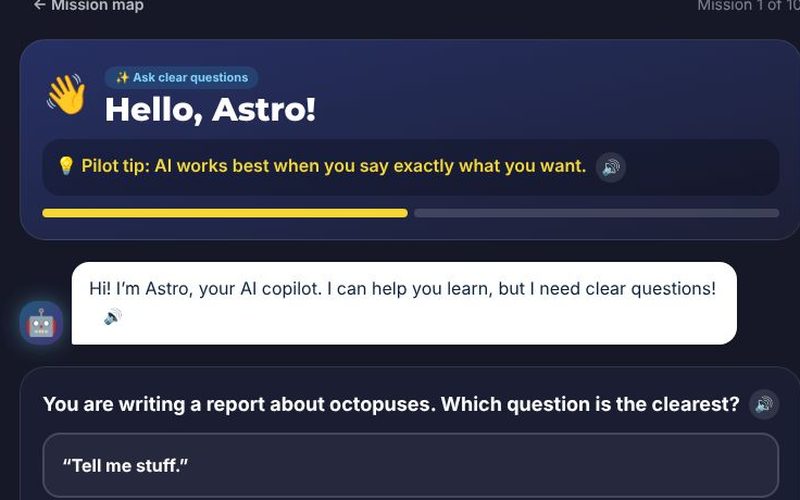 ← Mission map
Mission 1 of 10
✨ Ask clear questions
Hello, Astro!
💡 Pilot tip: AI works best when you say exactly what you want.
Hi! I’m Astro, your AI copilot. I can help you learn, but I need clear questions!
You are writing a report about octopuses. Which question is the clearest?
“Tell me stuff.”